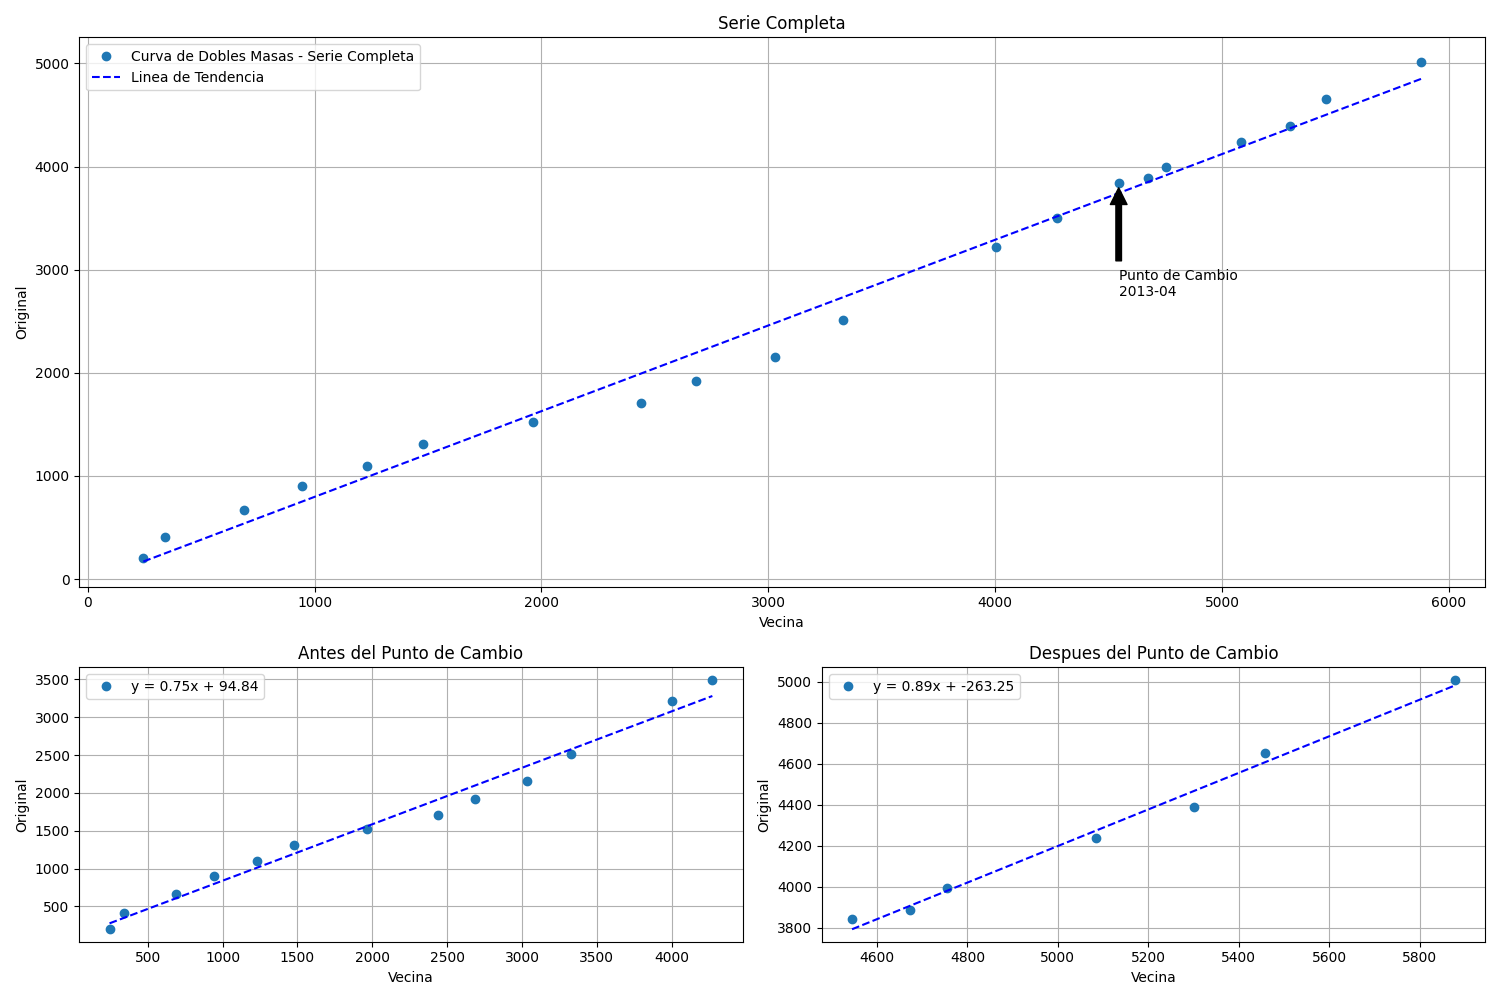 Serie Completa
Curva de Dobles Masas - Serie Completa
Linea de Tendencia
5000
4000
3000
2000
1000
0
Original
Punto de Cambio
2013-04
0 1000 2000 3000 4000 5000 6000
Vecina
Antes del Punto de Cambio
y = 0.75x + 94.84
3500
3000
2500
2000
1500
1000
500
Original
500 1000 1500 2000 2500 3000 3500 4000
Vecina
Despues del Punto de Cambio
y = 0.89x + -263.25
5000
4800
4600
4400
4200
4000
3800
Original
4600 4800 5000 5200 5400 5600 5800
Vecina